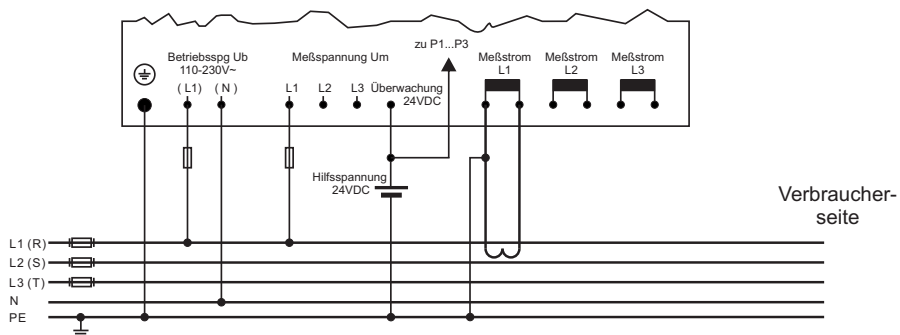 zu P1...P3
Betriebsspg Ub
110-230V~
Meßspannung Um
Meßstrom
L1
Meßstrom
L2
Meßstrom
L3
( L1) ( N )
L1 L2 L3 Überwachung
24VDC
Hilfsspannung
24VDC
Verbraucher-
seite
L1 (R)
L2 (S)
L3 (T)
N
PE